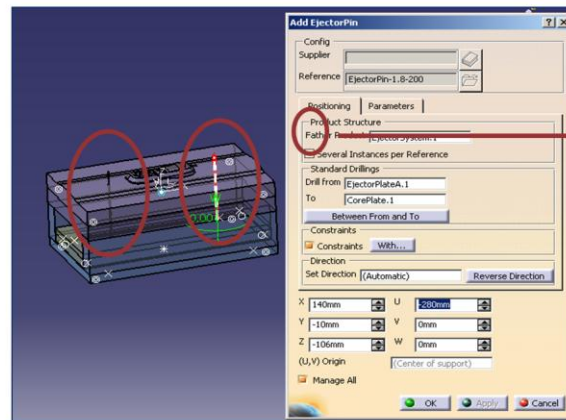 Add EjectorPin
Config
Supplier
Reference EjectorPin-1.8-200
Positioning Parameters
Product Structure
Father Product EjectorSystem.1
Several Instances per Reference
Standard Drillings
Drill from EjectorPlateA.1
To CorePlate.1
Between From and To
Constraints
Constraints With...
Direction
Set Direction (Automatic) Reverse Direction
X 140mm U -280mm
Y -10mm V 0mm
Z -106mm W 0mm
(U,V) Origin (Center of support)
Manage All
OK Apply Cancel